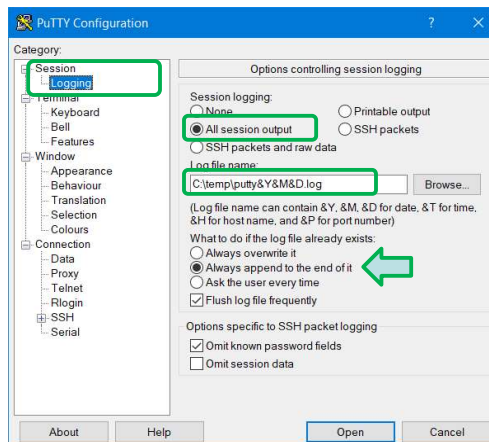 PuTTY Configuration
?
Category:
Session
Logging
Terminal
Keyboard
Bell
Features
Window
Appearance
Behaviour
Translation
Selection
Colours
Connection
Data
Proxy
Telnet
Rlogin
SSH
Serial
Options controlling session logging
Session logging:
None
Printable output
All session output
SSH packets
SSH packets and raw data
Log file name:
C:\temp\putty&Y&M&D.log
Browse...
(Log file name can contain &Y, &M, &D for date, &T for time,
&H for host name, and &P for port number)
What to do if the log file already exists:
Always overwrite it
Always append to the end of it
Ask the user every time
Flush log file frequently
Options specific to SSH packet logging
Omit known password fields
Omit session data
About
Help
Open
Cancel